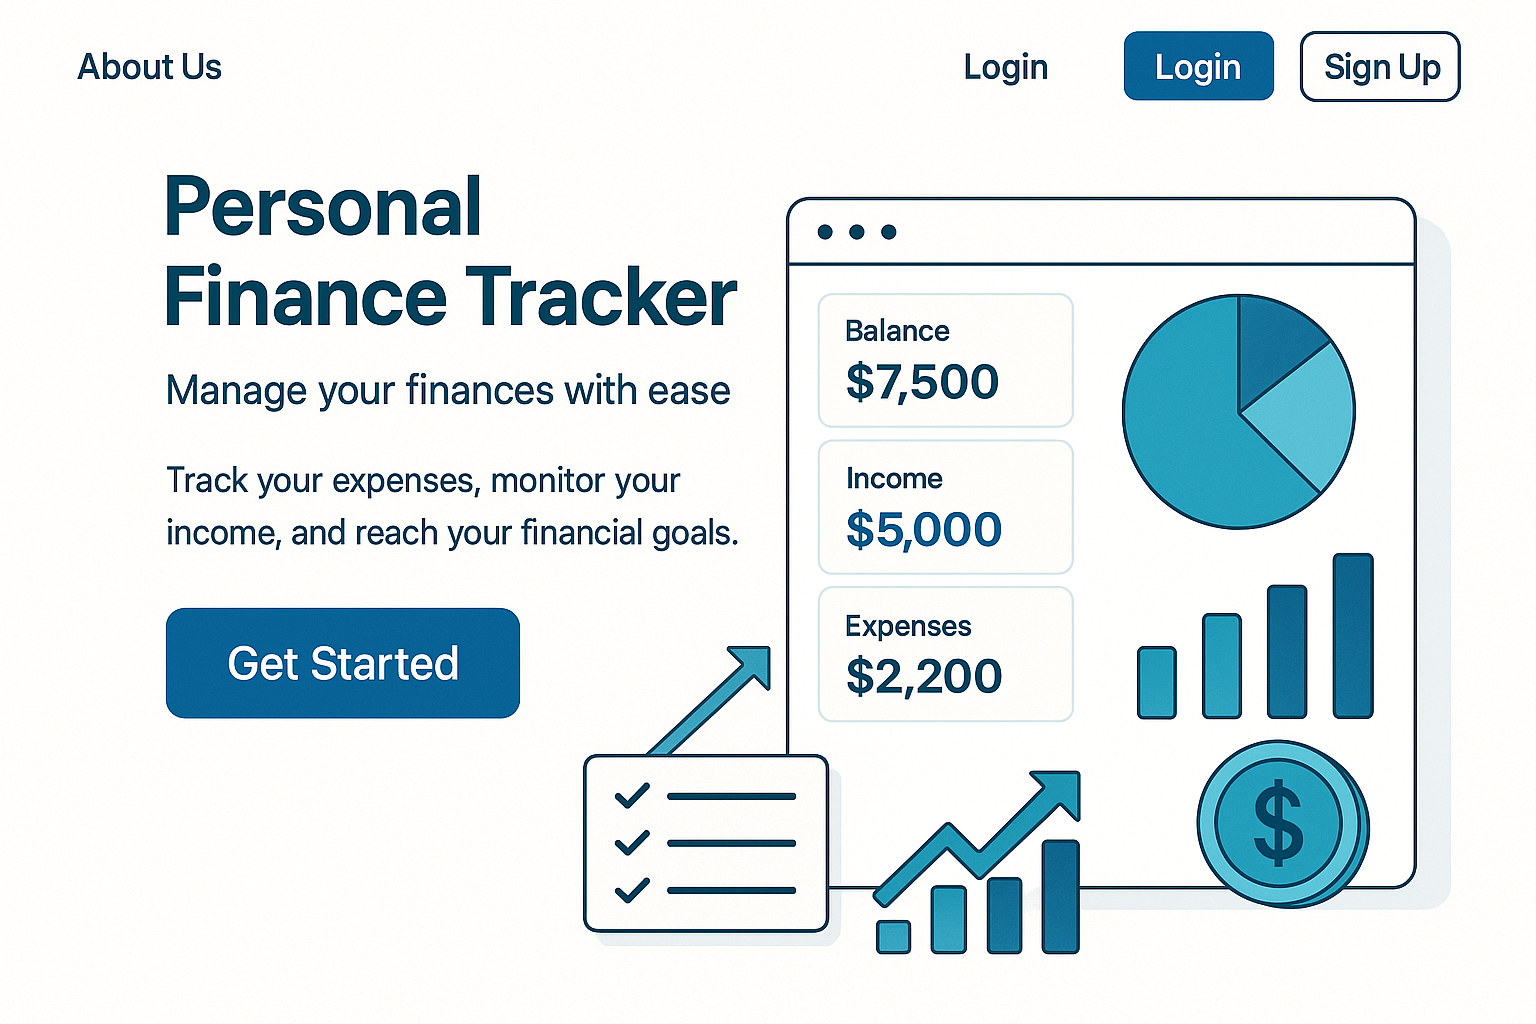 About Us
Login
Login
Sign Up
Personal
Finance Tracker
Manage your finances with ease
Track your expenses, monitor your
income, and reach your financial goals.
Get Started
Balance
$7,500
Income
$5,000
Expenses
$2,200
$